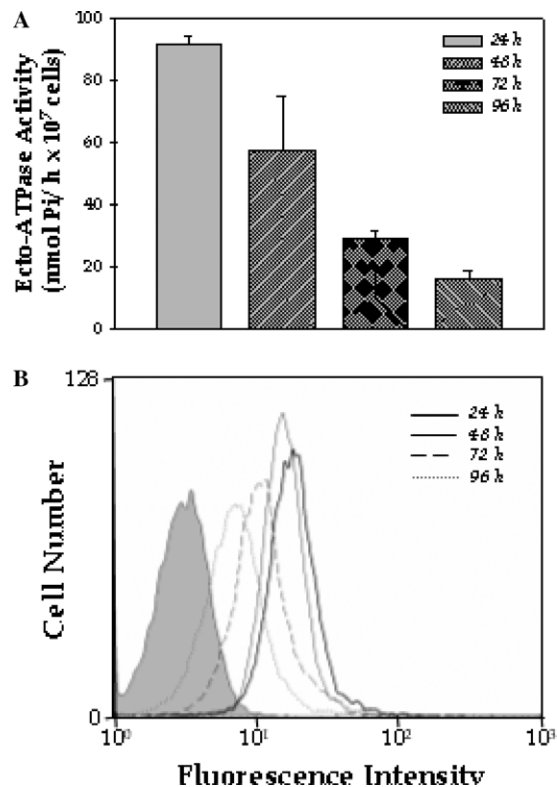 A
Ecto-ATPase Activity
(nmol Pi/ h x 10⁷ cells)
100
80
60
40
20
0
24 h
48 h
72 h
96 h
B
Cell Number
128
0
24 h
48 h
72 h
96 h
10⁰
10¹
10²
10³
Fluorescence Intensity